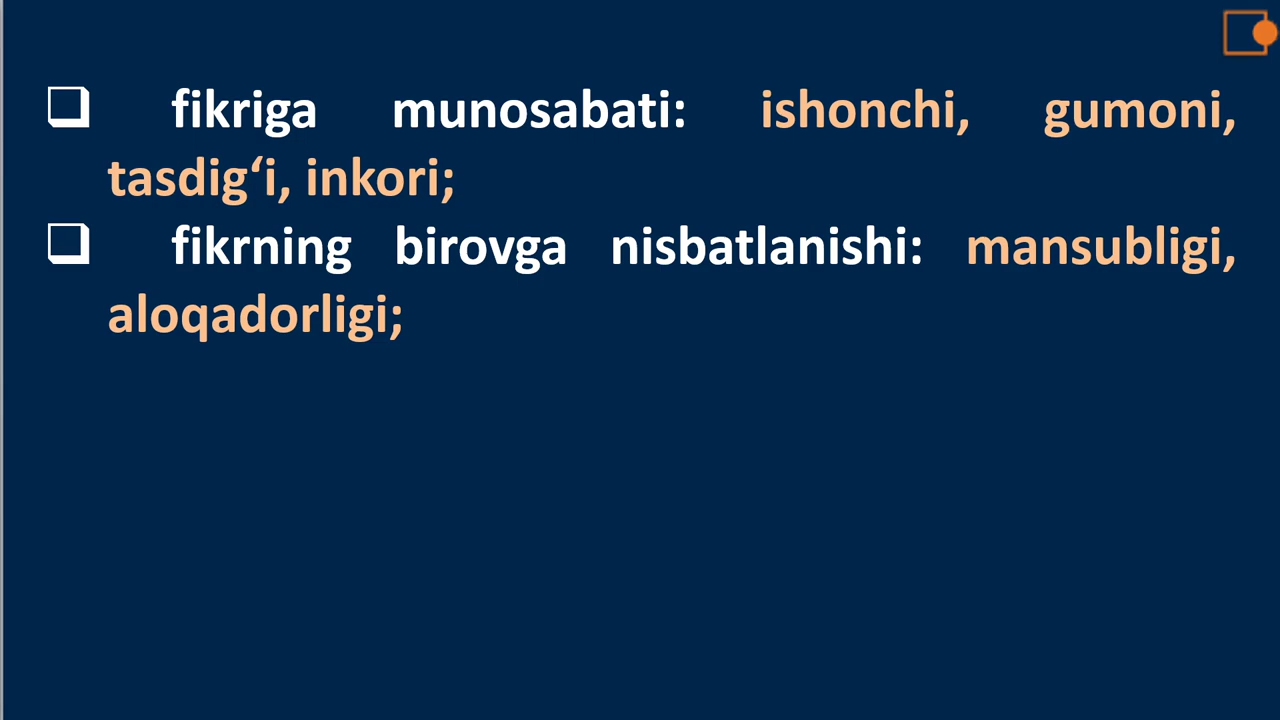 ❑ fikriga munosabati: ishonchi, gumoni,
tasdig‘i, inkori;
❑ fikrning birovga nisbatlanishi: mansubligi,
aloqadorligi;